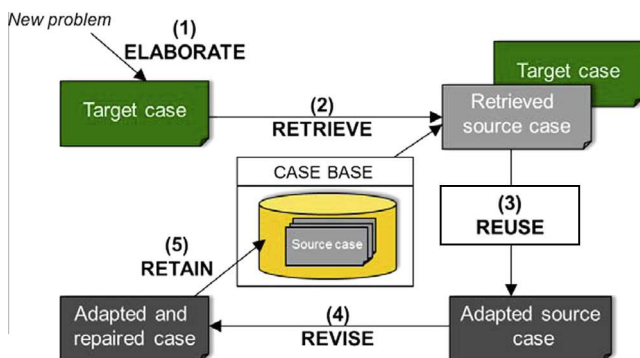 New problem
(1)
ELABORATE
Target case
Target case
(2)
RETRIEVE
Retrieved
source case
CASE BASE
Source case
(3)
REUSE
(5)
RETAIN
Adapted and
repaired case
(4)
REVISE
Adapted source
case